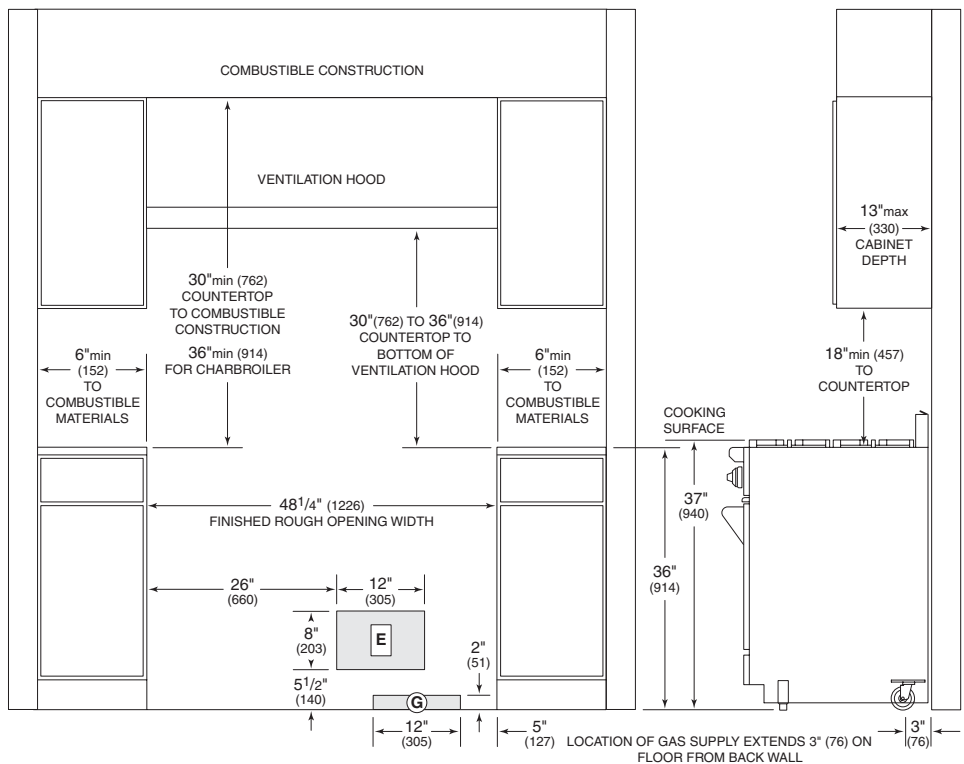 COMBUSTIBLE CONSTRUCTION
VENTILATION HOOD
13"max
(330)
CABINET
DEPTH
30"min (762)
COUNTERTOP
TO COMBUSTIBLE
CONSTRUCTION
36"min (914)
FOR CHARBROILER
30"(762) TO 36"(914)
COUNTERTOP TO
BOTTOM OF
VENTILATION HOOD
6"min
(152)
TO
COMBUSTIBLE
MATERIALS
6"min
(152)
TO
COMBUSTIBLE
MATERIALS
18"min (457)
TO
COUNTERTOP
COOKING
SURFACE
48 1/4" (1226)
FINISHED ROUGH OPENING WIDTH
37"
(940)
36"
(914)
26"
(660)
12"
(305)
8"
(203)
E
2"
(51)
5 1/2"
(140)
G
12"
(305)
5"
(127)
LOCATION OF GAS SUPPLY EXTENDS 3" (76) ON
FLOOR FROM BACK WALL
3"
(76)